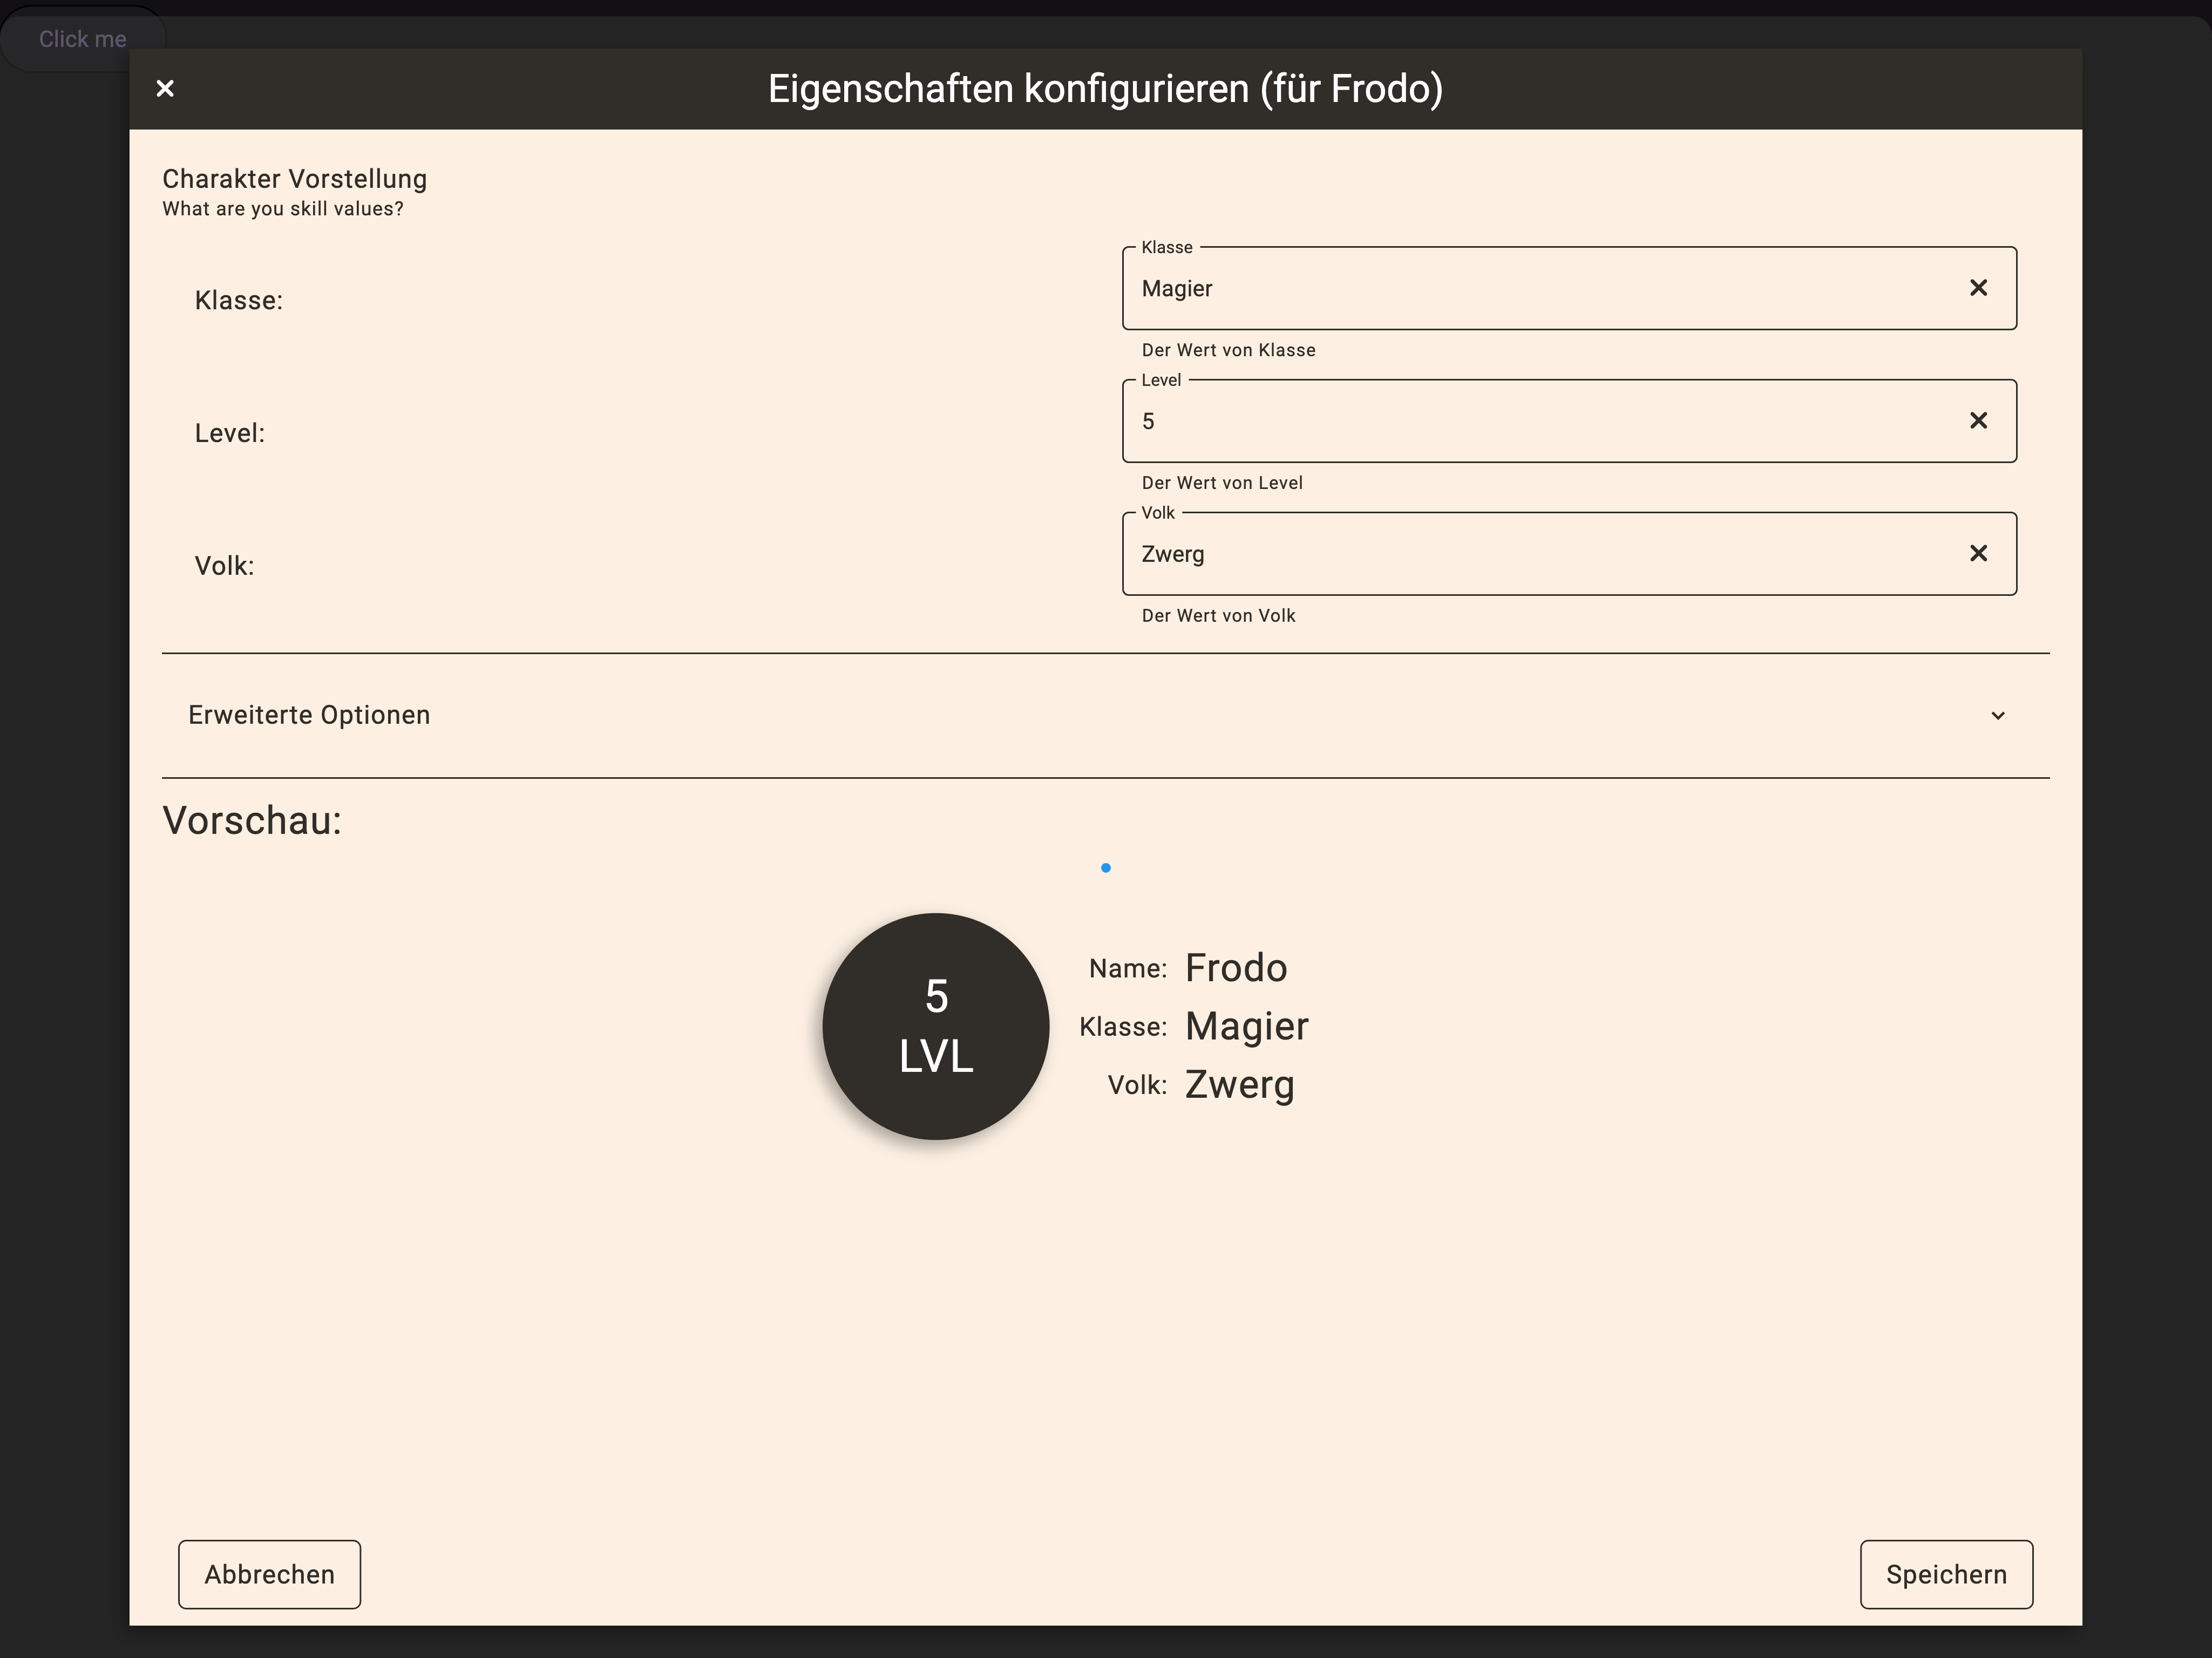 Click me
Eigenschaften konfigurieren (für Frodo)
Charakter Vorstellung
What are you skill values?
Klasse:
Klasse
Magier
Der Wert von Klasse
Level:
Level
5
Der Wert von Level
Volk:
Volk
Zwerg
Der Wert von Volk
Erweiterte Optionen
Vorschau:
5
LVL
Name: Frodo
Klasse: Magier
Volk: Zwerg
Abbrechen
Speichern